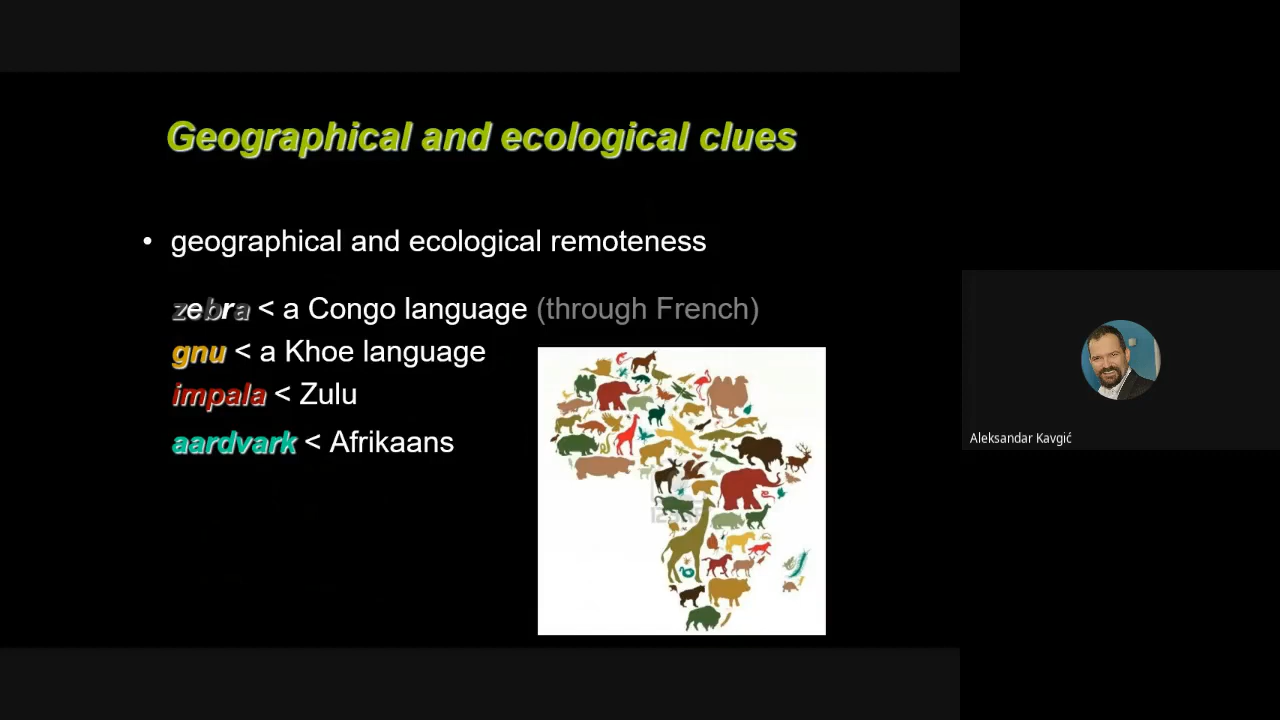 Geographical and ecological clues
• geographical and ecological remoteness
zebra < a Congo language (through French)
gnu < a Khoe language
impala < Zulu
aardvark < Afrikaans
Aleksandar Kavgić